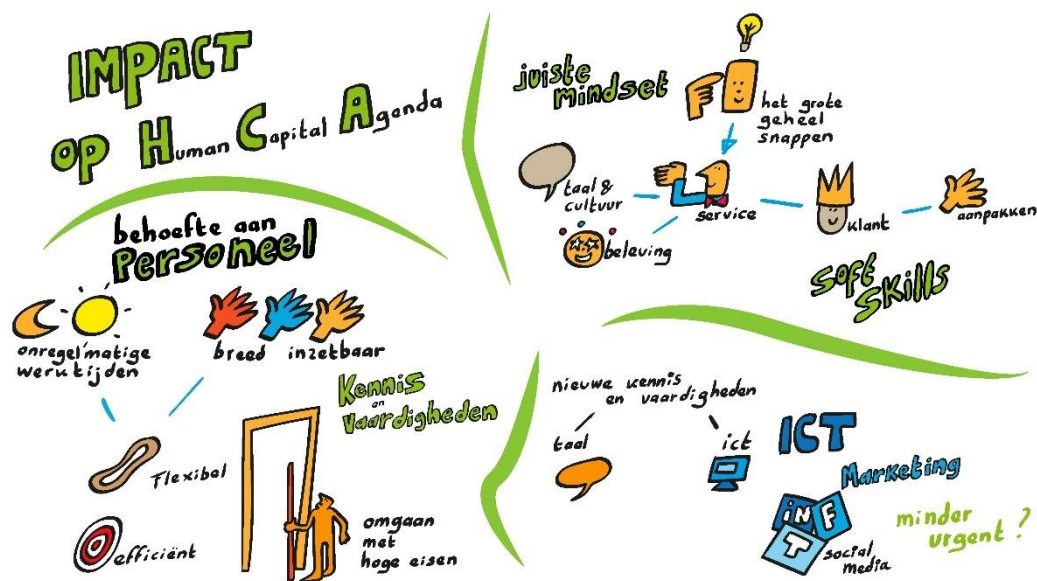 IMPACT
OP Human Capital Agenda
behoefte aan
Personeel
onregelmatige
werktijden
breed inzetbaar
Flexibel
efficiënt
Kennis
en
Vaardigheden
omgaan
met
hoge eisen
juiste
mindset
het grote
geheel
snappen
taal &
cultuur
service
beleving
klant
aanpakken
Soft
Skills
nieuwe kennis
en vaardigheden
taal
ict
ICT
Marketing
iN F
T
social
media
minder
urgent?